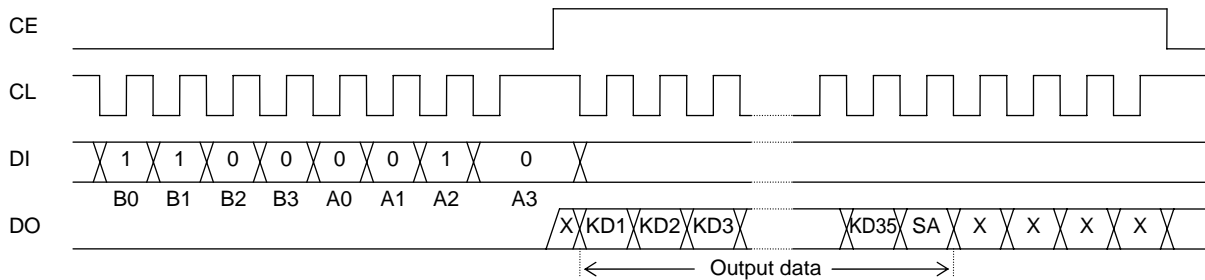 CE
CL
DI 1 1 0 0 0 0 1 0
B0 B1 B2 B3 A0 A1 A2 A3
DO X KD1 KD2 KD3 KD35 SA X X X X
Output data